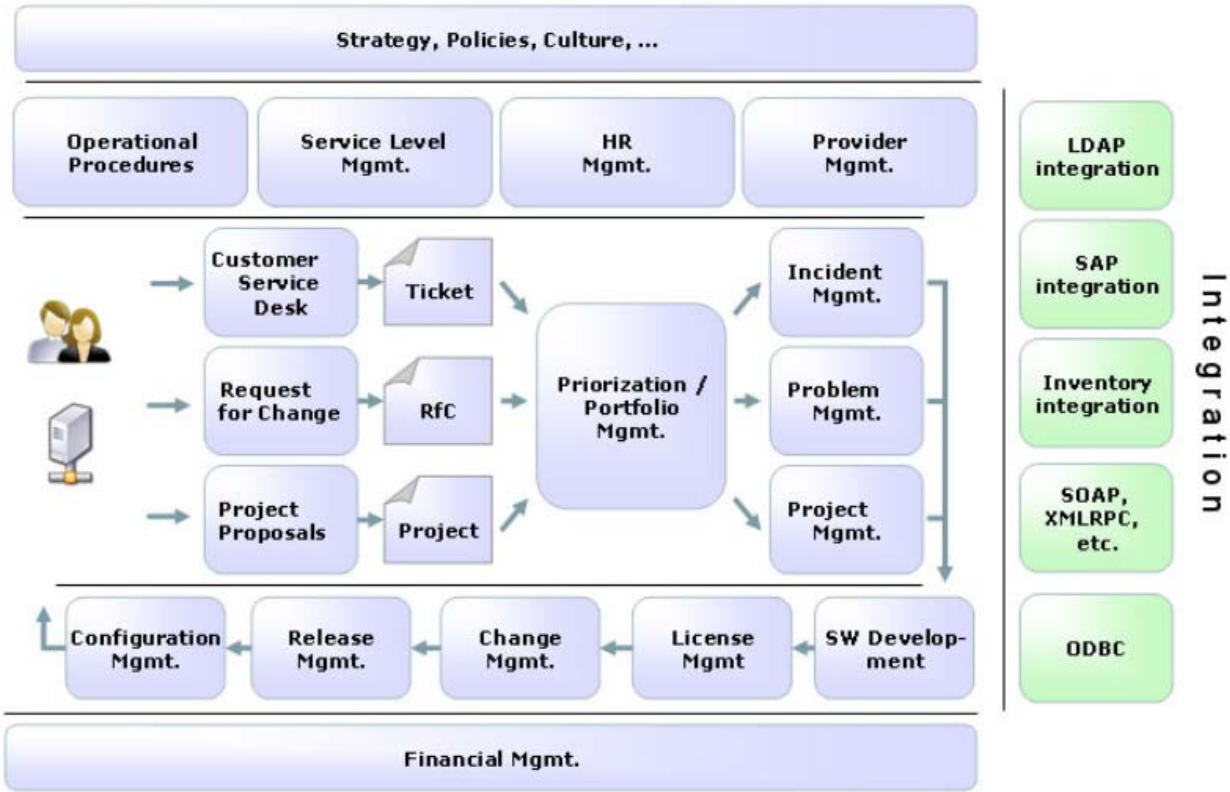 Strategy, Policies, Culture, ...
Operational
Procedures
Service Level
Mgmt.
HR
Mgmt.
Provider
Mgmt.
Customer
Service
Desk
Ticket
Incident
Mgmt.
Request
for Change
RfC
Priorization /
Portfolio
Mgmt.
Problem
Mgmt.
Project
Proposals
Project
Project
Mgmt.
Configuration
Mgmt.
Release
Mgmt.
Change
Mgmt.
License
Mgmt
SW Develop-
ment
Financial Mgmt.
LDAP
integration
SAP
integration
Inventory
integration
SOAP,
XMLRPC,
etc.
ODBC
Integration